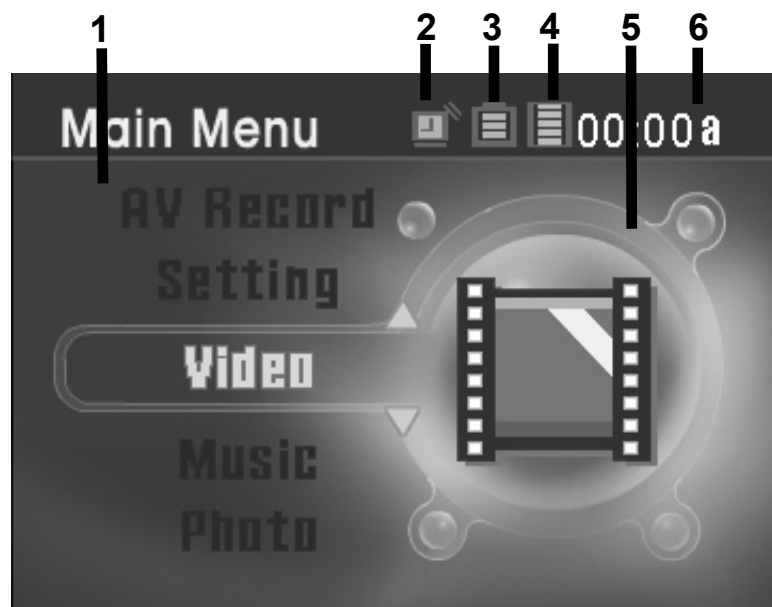 1 2 3 4 5 6
Main Menu 00:00 a
AV Record
Setting
Video
Music
Photo